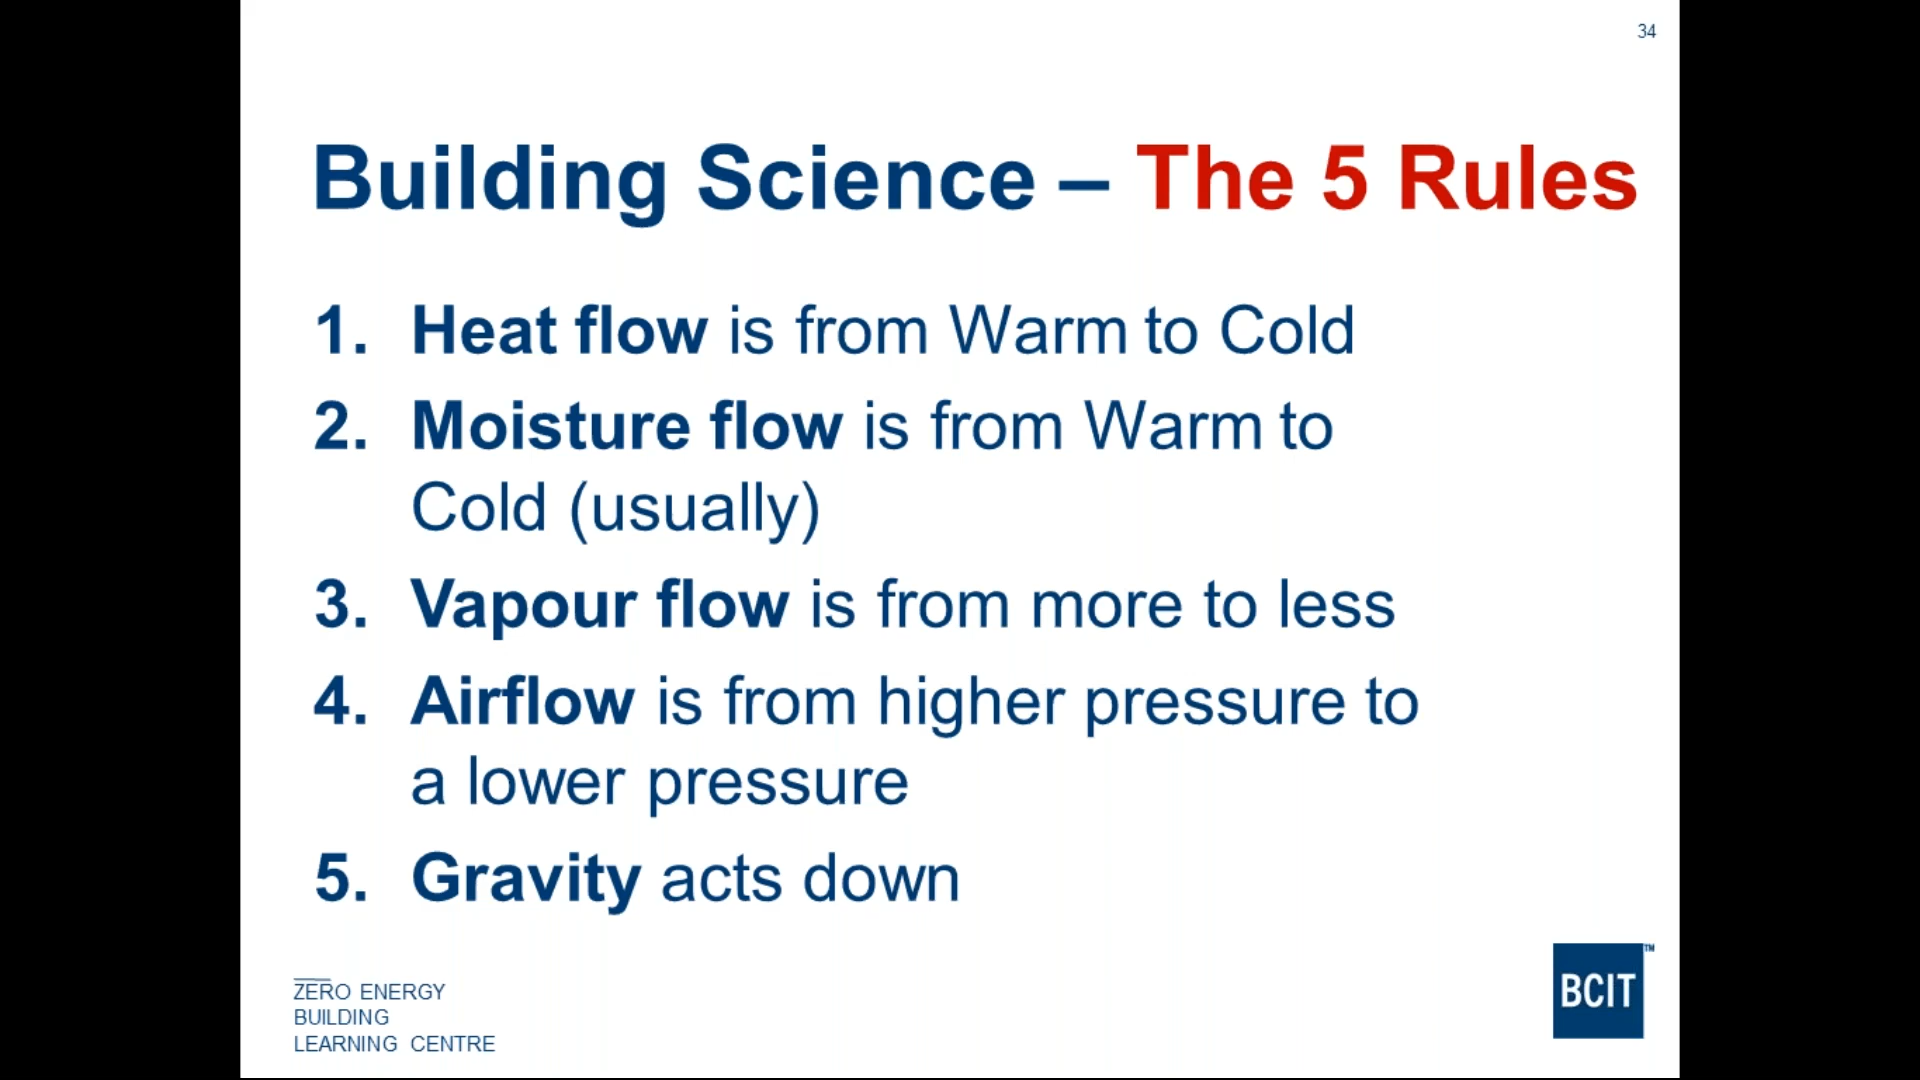 34
Building Science – The 5 Rules
1. Heat flow is from Warm to Cold
2. Moisture flow is from Warm to
Cold (usually)
3. Vapour flow is from more to less
4. Airflow is from higher pressure to
a lower pressure
5. Gravity acts down
ZERO ENERGY
BUILDING
LEARNING CENTRE
BCIT™